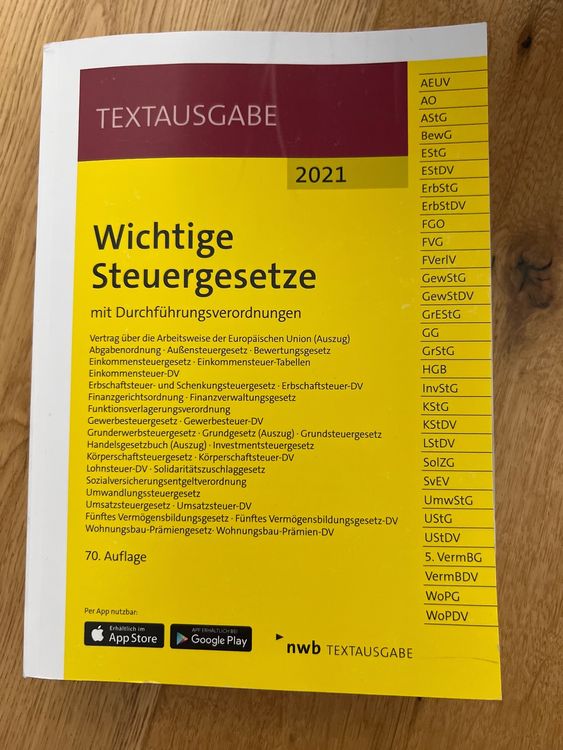 TEXTAUSGABE
2021
Wichtige
Steuergesetze
mit Durchführungsverordnungen
Vertrag über die Arbeitsweise der Europäischen Union (Auszug)
Abgabenordnung · Außensteuergesetz · Bewertungsgesetz
Einkommensteuergesetz · Einkommensteuer-Tabellen
Einkommensteuer-DV
Erbschaftsteuer- und Schenkungsteuergesetz · Erbschaftsteuer-DV
Finanzgerichtsordnung · Finanzverwaltungsgesetz
Funktionsverlagerungsverordnung
Gewerbesteuergesetz · Gewerbesteuer-DV
Grunderwerbsteuergesetz · Grundgesetz (Auszug) · Grundsteuergesetz
Handelsgesetzbuch (Auszug) · Investmentsteuergesetz
Körperschaftsteuergesetz · Körperschaftsteuer-DV
Lohnsteuer-DV · Solidaritätszuschlaggesetz
Sozialversicherungsentgeltverordnung
Umwandlungssteuergesetz
Umsatzsteuergesetz · Umsatzsteuer-DV
Fünftes Vermögensbildungsgesetz · Fünftes Vermögensbildungsgesetz-DV
Wohnungsbau-Prämiengesetz · Wohnungsbau-Prämien-DV
70. Auflage
Per App nutzbar:
Erhältlich im
App Store
APP ERHÄLTLICH BEI
Google Play
nwb TEXTAUSGABE
AEUV
AO
AStG
BewG
EStG
EStDV
ErbStG
ErbStDV
FGO
FVG
FVerlV
GewStG
GewStDV
GrEStG
GG
GrStG
HGB
InvStG
KStG
KStDV
LStDV
SolZG
SvEV
UmwStG
UStG
UStDV
5. VermBG
VermBDV
WoPG
WoPDV